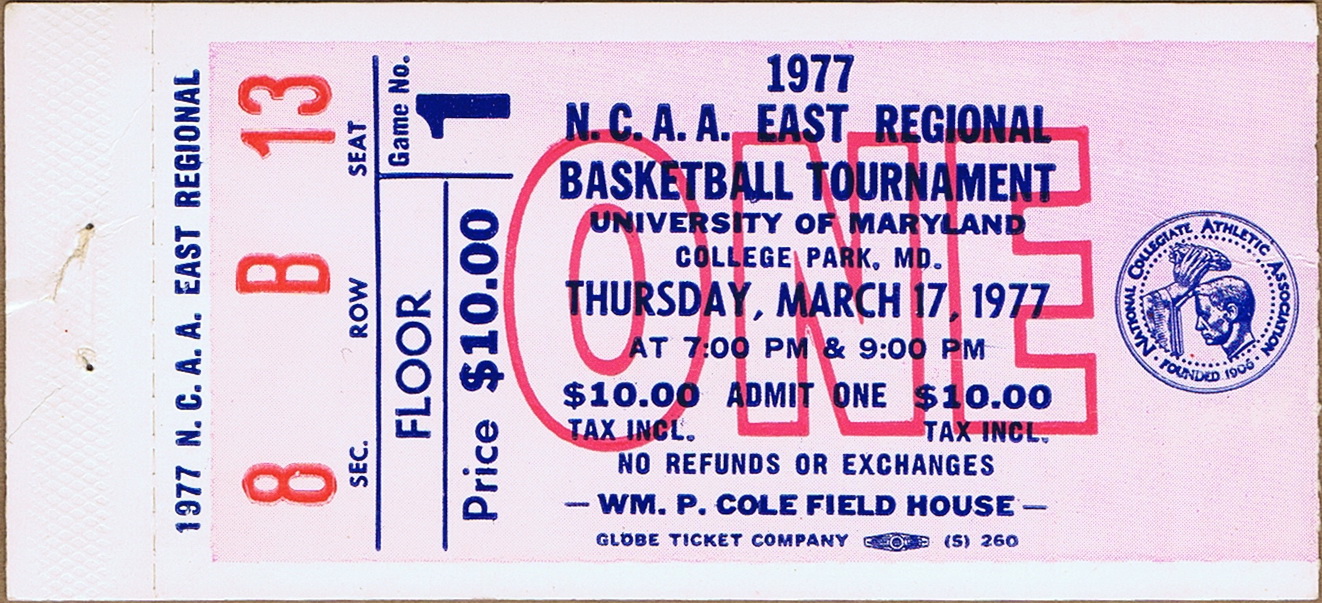 1977 N.C.A.A. EAST REGIONAL
8 B 13
SEC. ROW SEAT
Game No. 1
FLOOR
Price $10.00
ONE
1977
N.C.A.A. EAST REGIONAL
BASKETBALL TOURNAMENT
UNIVERSITY OF MARYLAND
COLLEGE PARK, MD.
THURSDAY, MARCH 17, 1977
AT 7:00 PM & 9:00 PM
$10.00 ADMIT ONE $10.00
TAX INCL. TAX INCL.
NO REFUNDS OR EXCHANGES
— WM. P. COLE FIELD HOUSE —
GLOBE TICKET COMPANY (S) 260
NATIONAL COLLEGIATE ATHLETIC ASSOCIATION
· FOUNDED 1906 ·